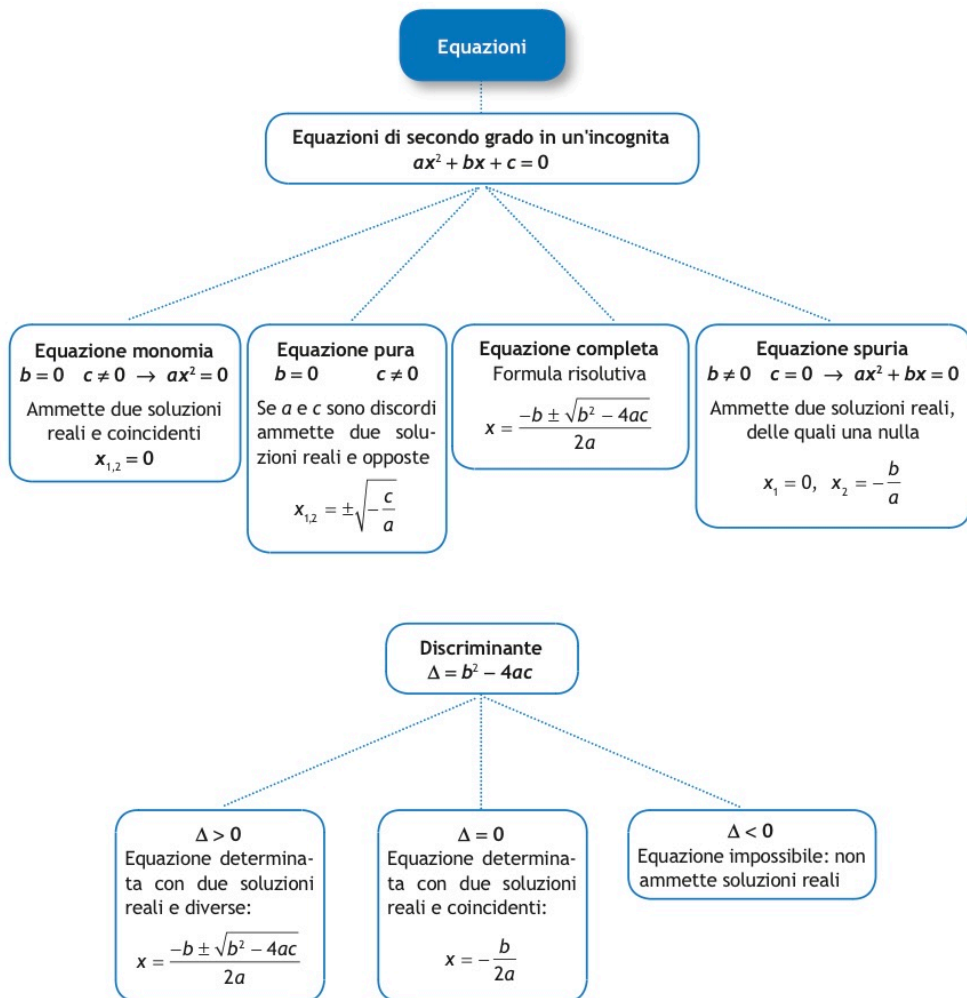 Equazioni
Equazioni di secondo grado in un'incognita
ax² + bx + c = 0
Equazione monomia
b = 0 c ≠ 0 → ax² = 0
Ammette due soluzioni
reali e coincidenti
x₁,₂ = 0
Equazione pura
b = 0 c ≠ 0
Se a e c sono discordi
ammette due solu-
zioni reali e opposte
x₁,₂ = ±√(-c/a)
Equazione completa
Formula risolutiva
x = (-b ± √(b² - 4ac))/2a
Equazione spuria
b ≠ 0 c = 0 → ax² + bx = 0
Ammette due soluzioni reali,
delle quali una nulla
x₁ = 0, x₂ = -b/a
Discriminante
Δ = b² - 4ac
Δ > 0
Equazione determina-
ta con due soluzioni
reali e diverse:
x = (-b ± √(b² - 4ac))/2a
Δ = 0
Equazione determina-
ta con due soluzioni
reali e coincidenti:
x = -b/2a
Δ < 0
Equazione impossibile: non
ammette soluzioni reali